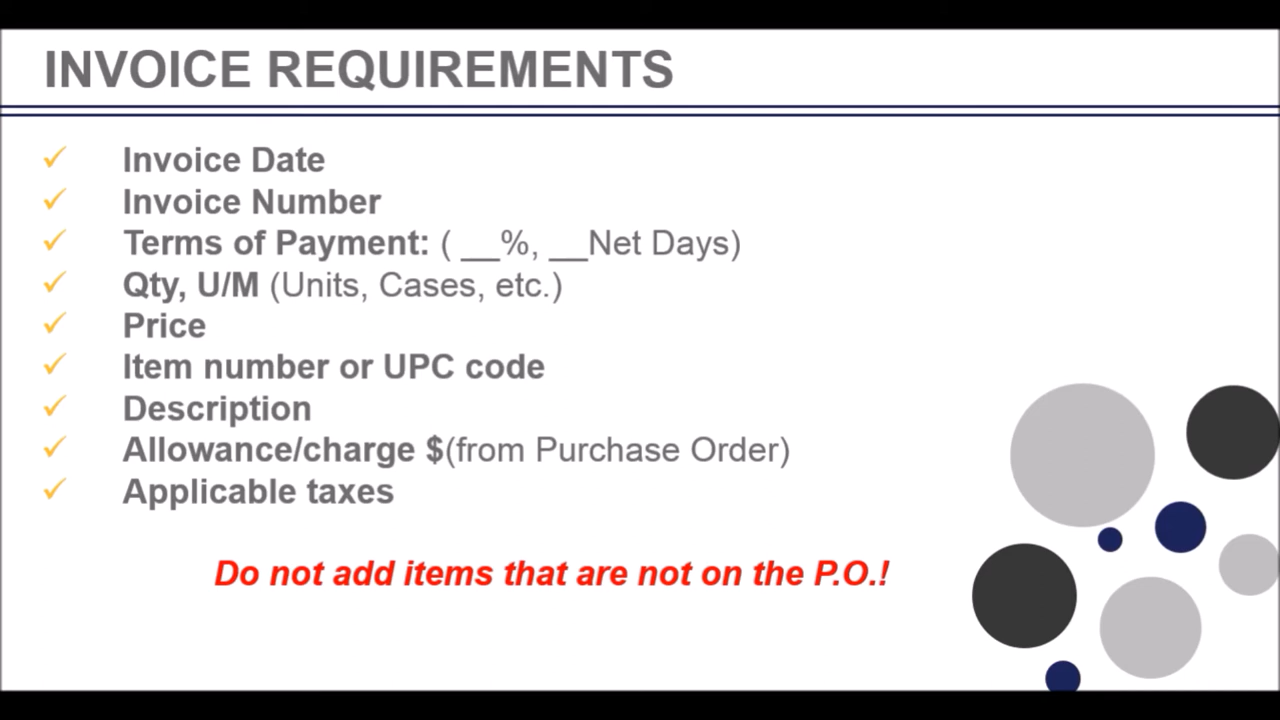 INVOICE REQUIREMENTS
✓ Invoice Date
✓ Invoice Number
✓ Terms of Payment: ( __%, __Net Days)
✓ Qty, U/M (Units, Cases, etc.)
✓ Price
✓ Item number or UPC code
✓ Description
✓ Allowance/charge $(from Purchase Order)
✓ Applicable taxes
Do not add items that are not on the P.O.!